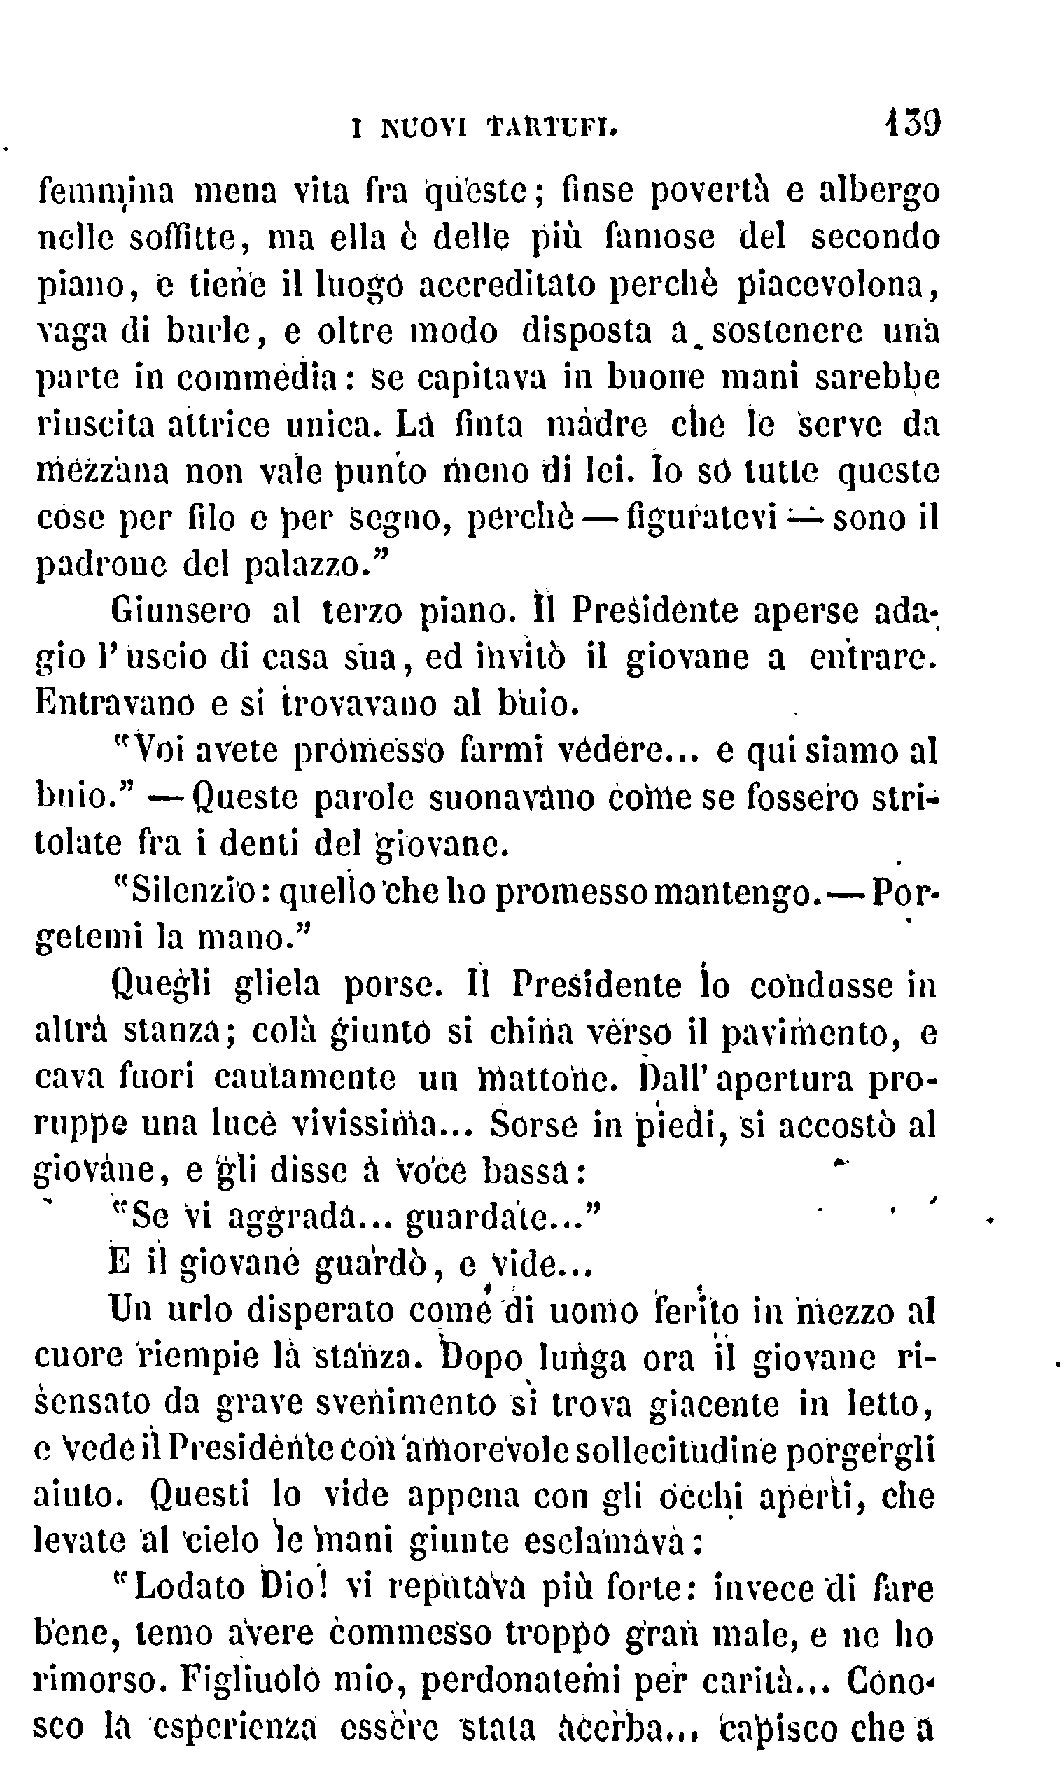 I NUOVI TARTUFI. 139
femmina mena vita fra queste; finse povertà e albergo
nelle soffitte, ma ella è delle più famose del secondo
piano, e tiene il luogo accreditato perchè piacevolona,
vaga di burle, e oltre modo disposta a sostenere una
parte in commedia: se capitava in buone mani sarebbe
riuscita attrice unica. La finta madre che le serve da
mezzana non vale punto meno di lei. Io so tutte queste
cose per filo e per segno, perchè — figuratevi — sono il
padrone del palazzo.”
Giunsero al terzo piano. Il Presidente aperse ada-
gio l’uscio di casa sua, ed invitò il giovane a entrare.
Entravano e si trovavano al buio.
“Voi avete promesso farmi vedere... e qui siamo al
buio.” — Queste parole suonavano come se fossero stri-
tolate fra i denti del giovane.
“Silenzio: quello che ho promesso mantengo. — Por-
getemi la mano.”
Quegli gliela porse. Il Presidente lo condusse in
altra stanza; colà giunto si china verso il pavimento, e
cava fuori cautamente un mattone. Dall’apertura pro-
ruppe una luce vivissima... Sorse in piedi, si accostò al
giovane, e gli disse a voce bassa:
“Se vi aggrada... guardate...”
E il giovane guardò, e vide...
Un urlo disperato come di uomo ferito in mezzo al
cuore riempie la stanza. Dopo lunga ora il giovane ri-
sensato da grave svenimento si trova giacente in letto,
e vede il Presidente con amorevole sollecitudine porgergli
aiuto. Questi lo vide appena con gli occhi aperti, che
levate al cielo le mani giunte esclamava:
“Lodato Dio! vi reputava più forte: invece di fare
bene, temo avere commesso troppo gran male, e ne ho
rimorso. Figliuolo mio, perdonatemi per carità... Cono-
sco la esperienza essere stata acerba... capisco che a